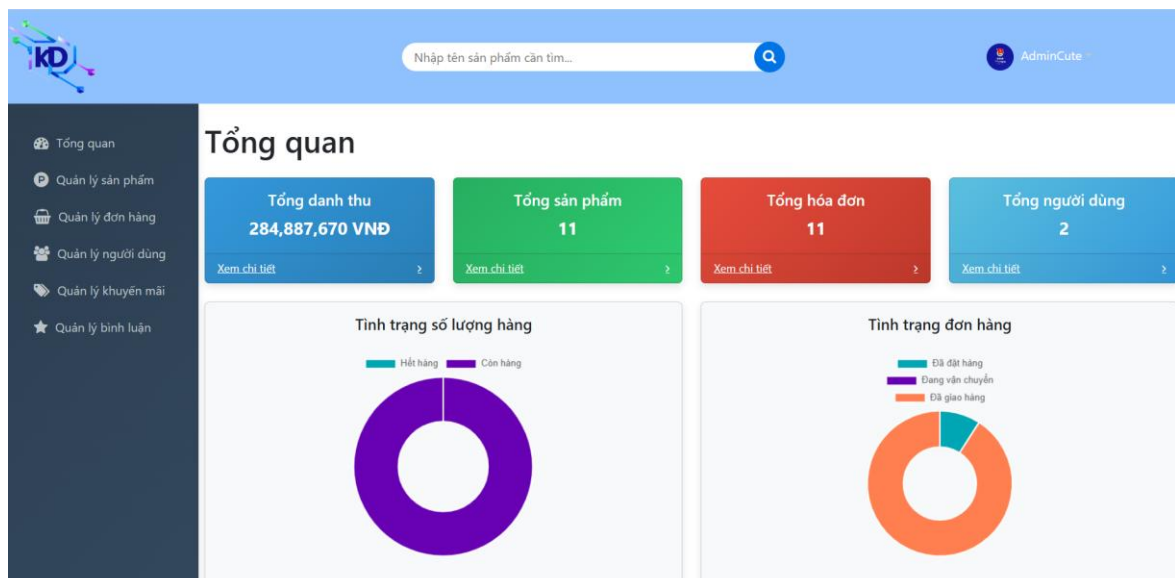 KD
Nhập tên sản phẩm cần tìm...
AdminCute
Tổng quan
Quản lý sản phẩm
Quản lý đơn hàng
Quản lý người dùng
Quản lý khuyến mãi
Quản lý bình luận
Tổng quan
Tổng danh thu
284,887,670 VNĐ
Xem chi tiết
Tổng sản phẩm
11
Xem chi tiết
Tổng hóa đơn
11
Xem chi tiết
Tổng người dùng
2
Xem chi tiết
Tình trạng số lượng hàng
Hết hàng Còn hàng
Tình trạng đơn hàng
Đã đặt hàng
Đang vận chuyển
Đã giao hàng